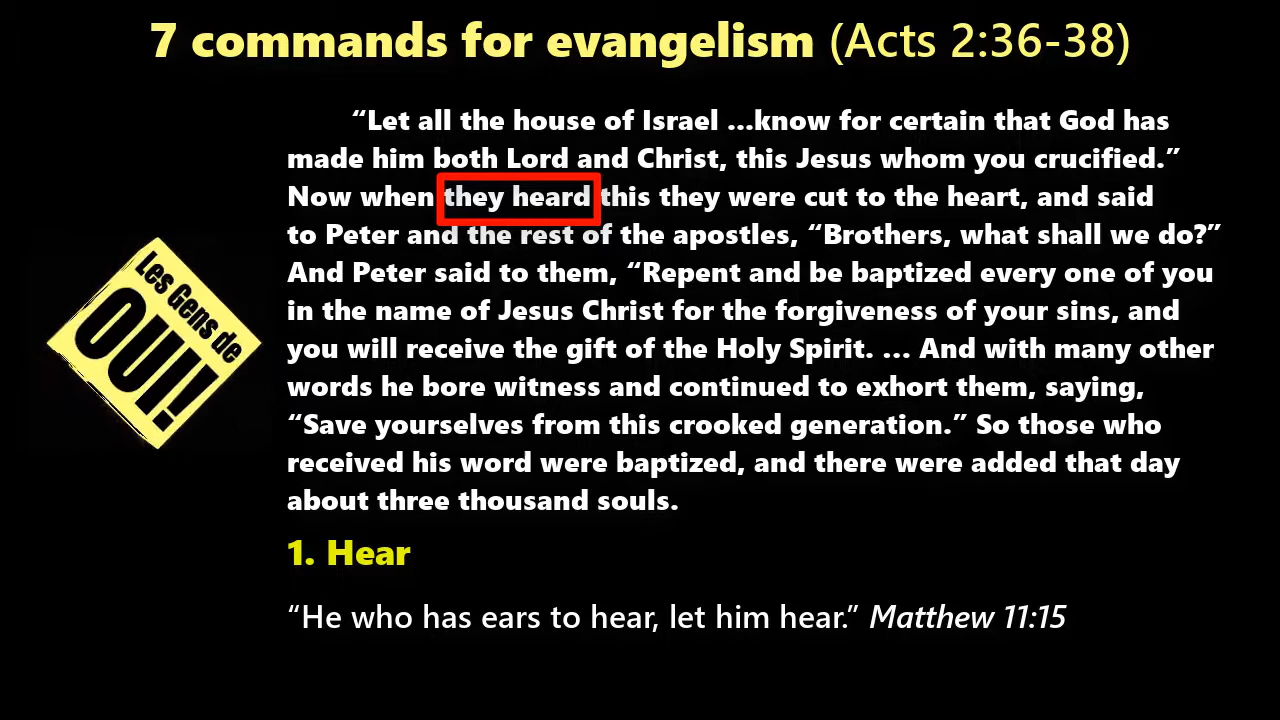 7 commands for evangelism (Acts 2:36-38)
“Let all the house of Israel ...know for certain that God has
made him both Lord and Christ, this Jesus whom you crucified.”
Now when they heard this they were cut to the heart, and said
to Peter and the rest of the apostles, “Brothers, what shall we do?”
And Peter said to them, “Repent and be baptized every one of you
in the name of Jesus Christ for the forgiveness of your sins, and
you will receive the gift of the Holy Spirit. ... And with many other
words he bore witness and continued to exhort them, saying,
“Save yourselves from this crooked generation.” So those who
received his word were baptized, and there were added that day
about three thousand souls.
Les Gens de
OUI!
1. Hear
“He who has ears to hear, let him hear.” Matthew 11:15